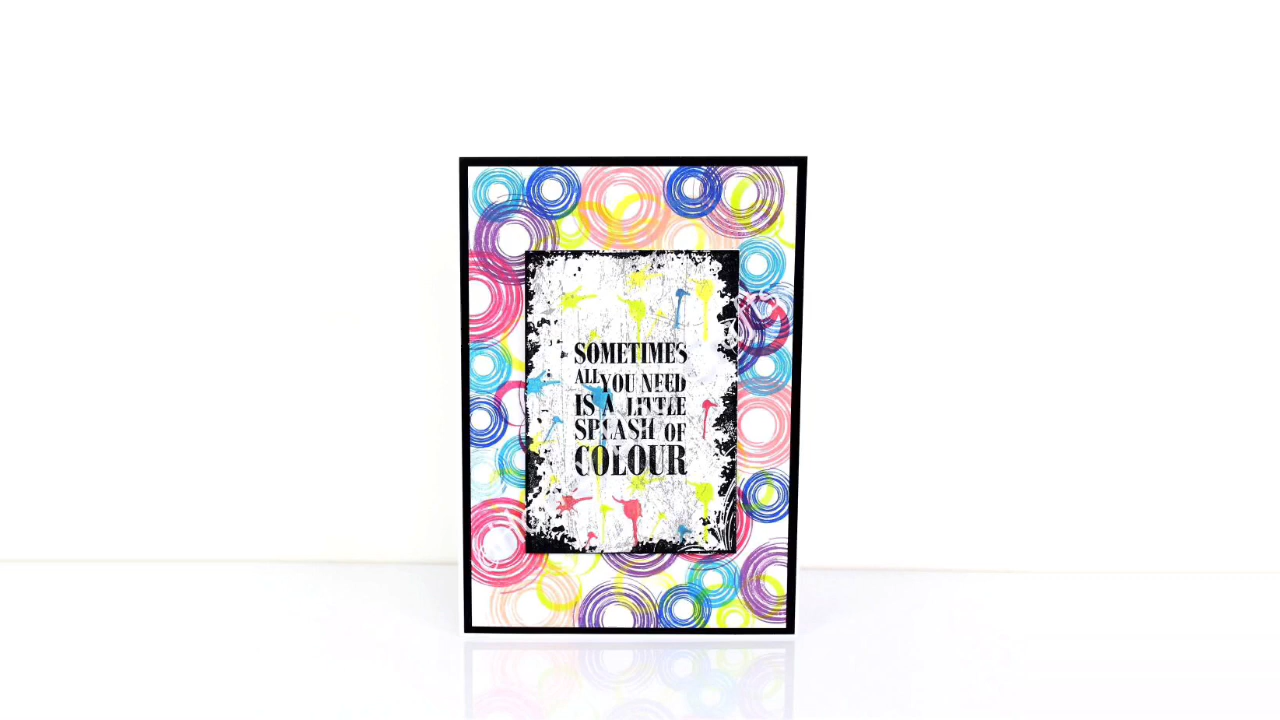 SOMETIMES
ALL YOU NEED
IS A LITTLE
SPLASH OF
COLOUR